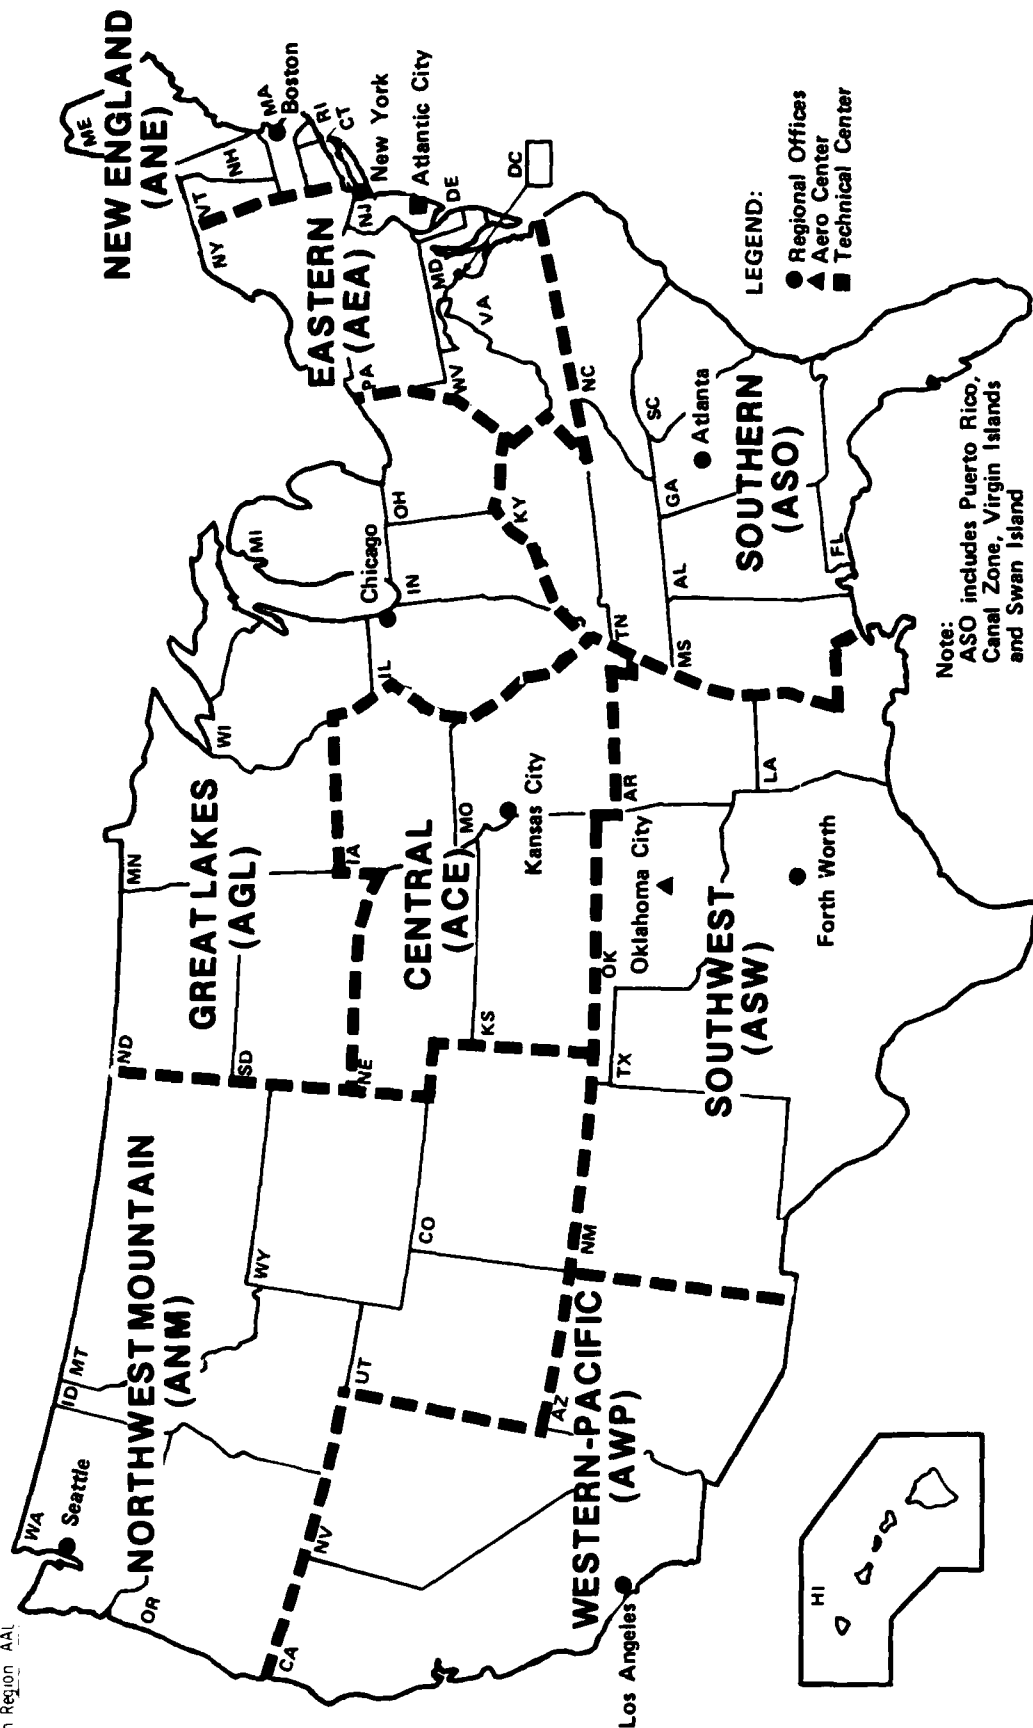 n Region AAL
WA
Seattle
OR
ID
MT
NORTHWEST MOUNTAIN
(ANM)
WY
CA
NV
UT
CO
WESTERN-PACIFIC
(AWP)
AZ
NM
Los Angeles
HI
ND
MN
SD
GREAT LAKES
(AGL)
WI
MI
NE
IA
IL
Chicago
IN
OH
CENTRAL
(ACE)
KS
MO
Kansas City
KY
TX
OK
Oklahoma City
AR
TN
MS
SOUTHWEST
(ASW)
Forth Worth
LA
NEW ENGLAND
(ANE)
ME
VT
NH
MA
Boston
RI
CT
NY
New York
EASTERN
(AEA)
PA
NJ
Atlantic City
DE
MD
DC
WV
VA
NC
SC
Atlanta
GA
AL
SOUTHERN
(ASO)
FL
LEGEND:
● Regional Offices
▲ Aero Center
■ Technical Center
Note:
ASO includes Puerto Rico,
Canal Zone, Virgin Islands
and Swan Island